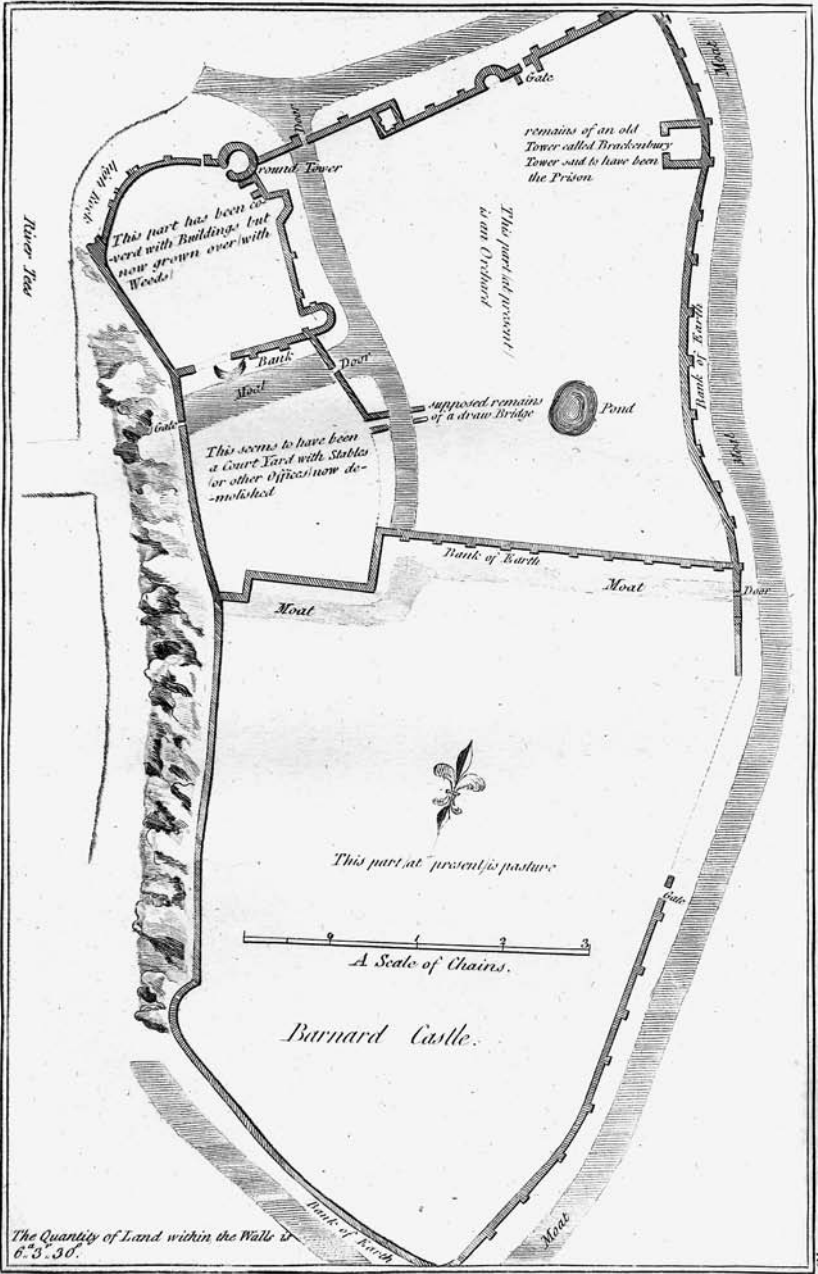 Moat
Gate
Door
remains of an old
Tower called Brackenbury
Tower said to have been
the Prison
round Tower
high Rock
This part has been co-
-verd with Buildings but
now grown over with
Weeds
River Tees
This part (at present)
is an Orchard
Bank of Earth
Bank
Door
Moat
Gate
supposed remains
of a draw Bridge
Pond
Moat
This seems to have been
a Court Yard with Stables
(or other Offices) now de-
-molished
Bank of Earth
Moat
Moat
Door
This part (at present) is pasture
Gate
0 1 2 3
A Scale of Chains.
Barnard Castle.
Bank of Earth
Moat
The Quantity of Land within the Walls is
6.a3.r30.